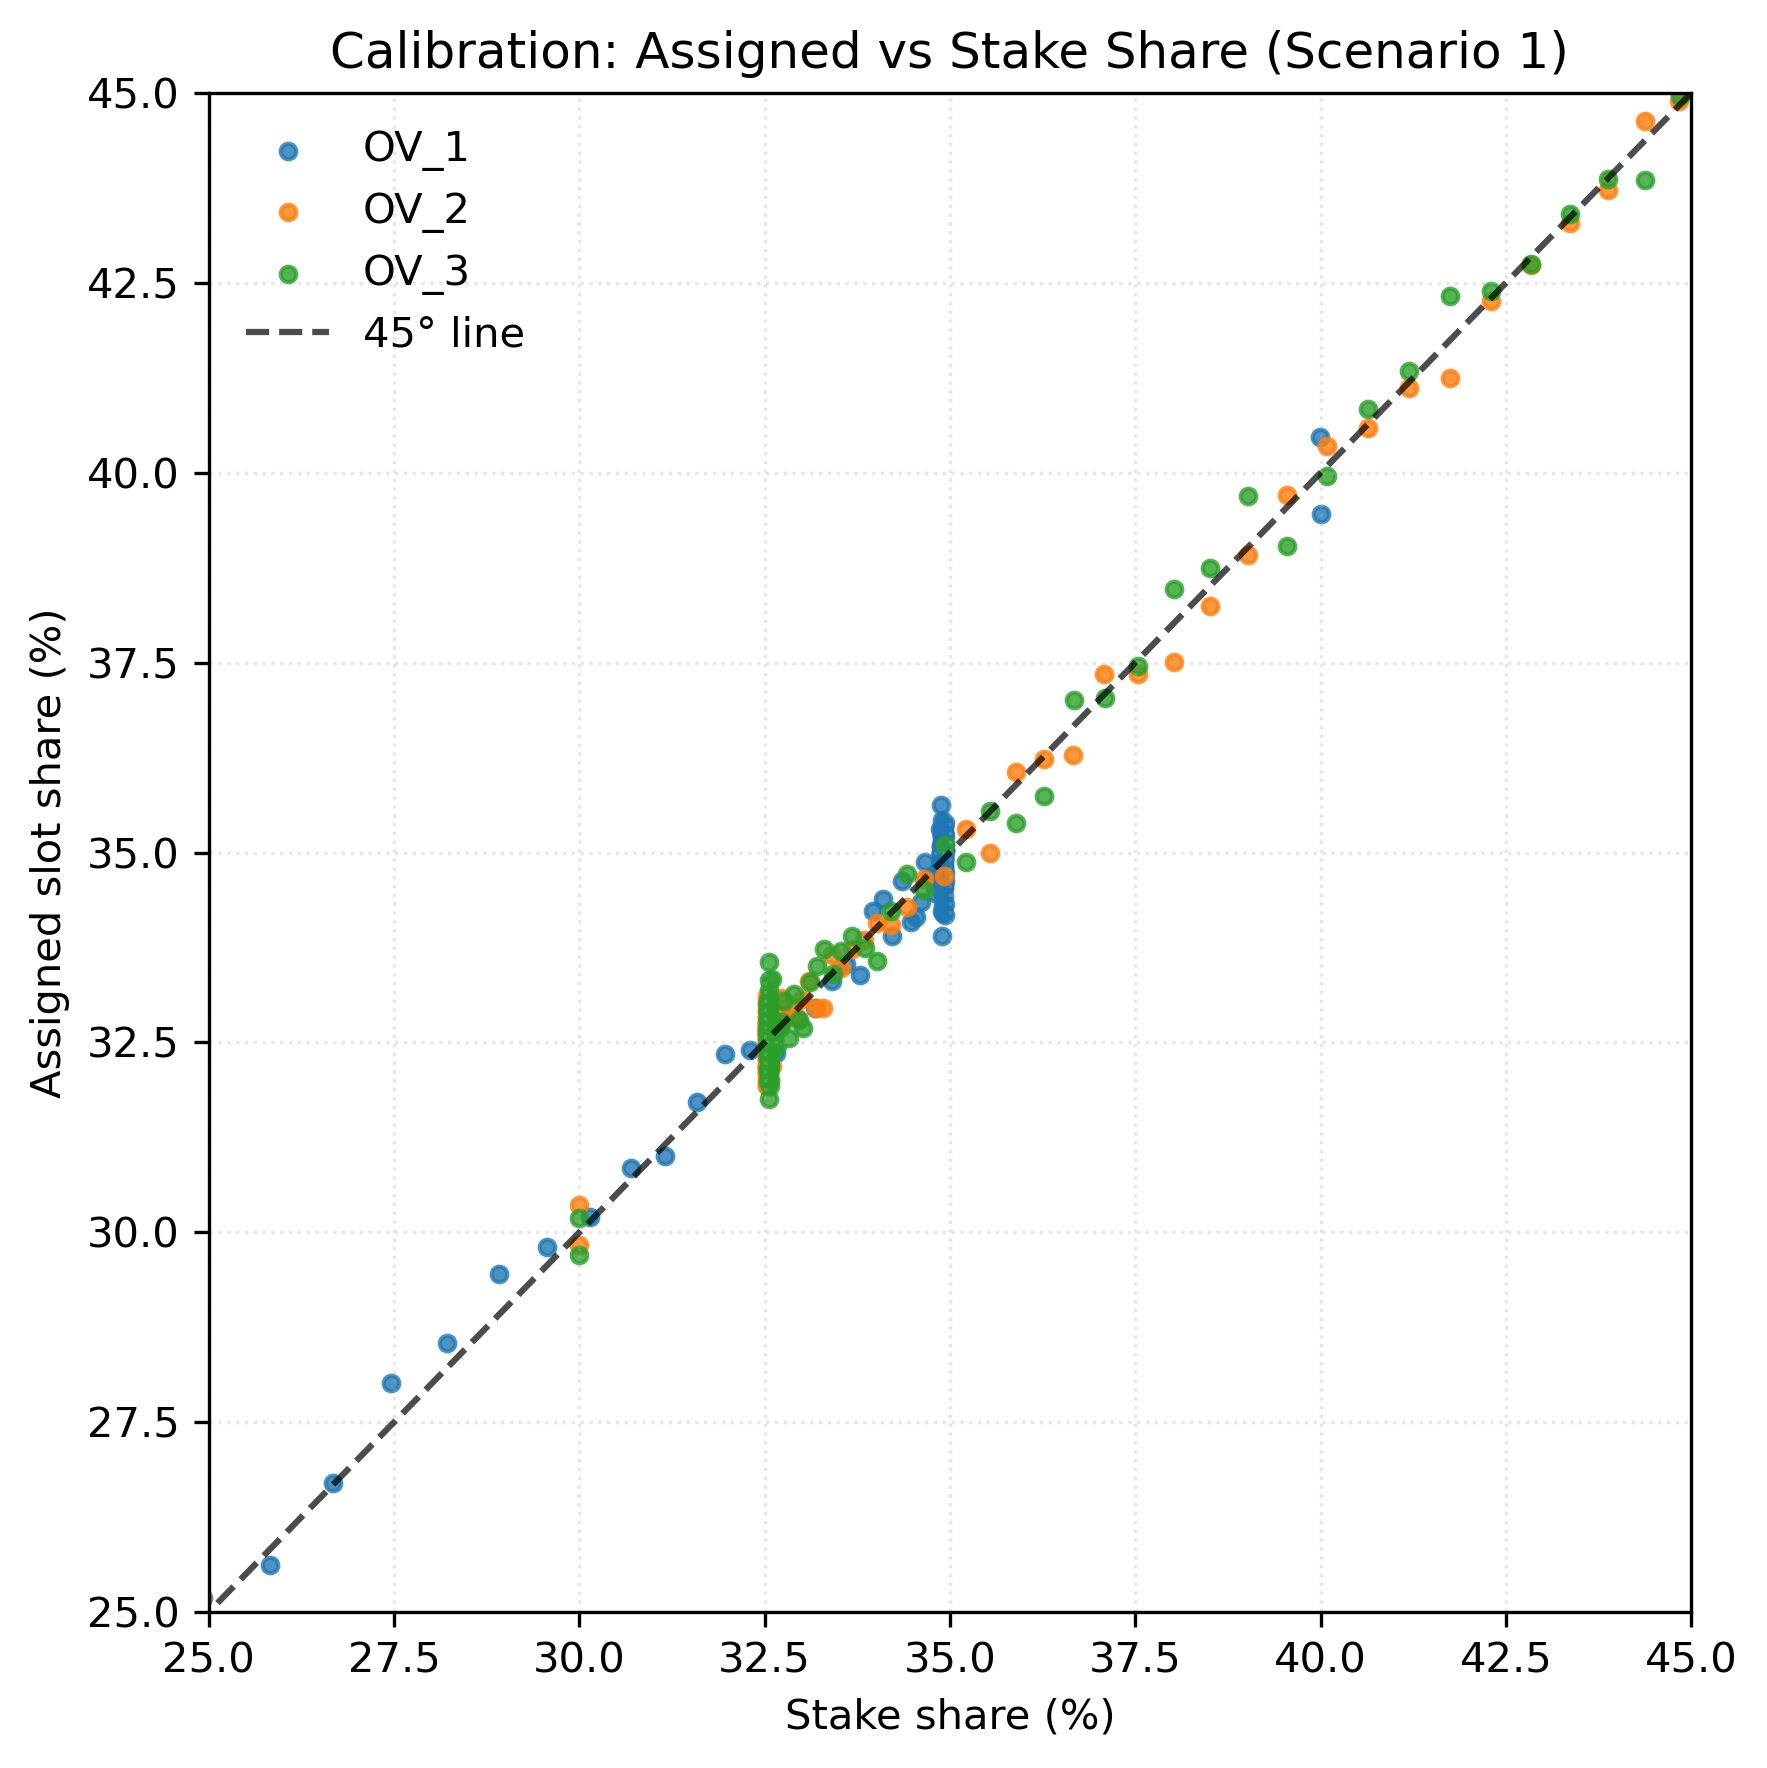 Calibration: Assigned vs Stake Share (Scenario 1)
45.0
42.5
40.0
37.5
35.0
32.5
30.0
27.5
25.0
Assigned slot share (%)
OV_1
OV_2
OV_3
45° line
25.0 27.5 30.0 32.5 35.0 37.5 40.0 42.5 45.0
Stake share (%)